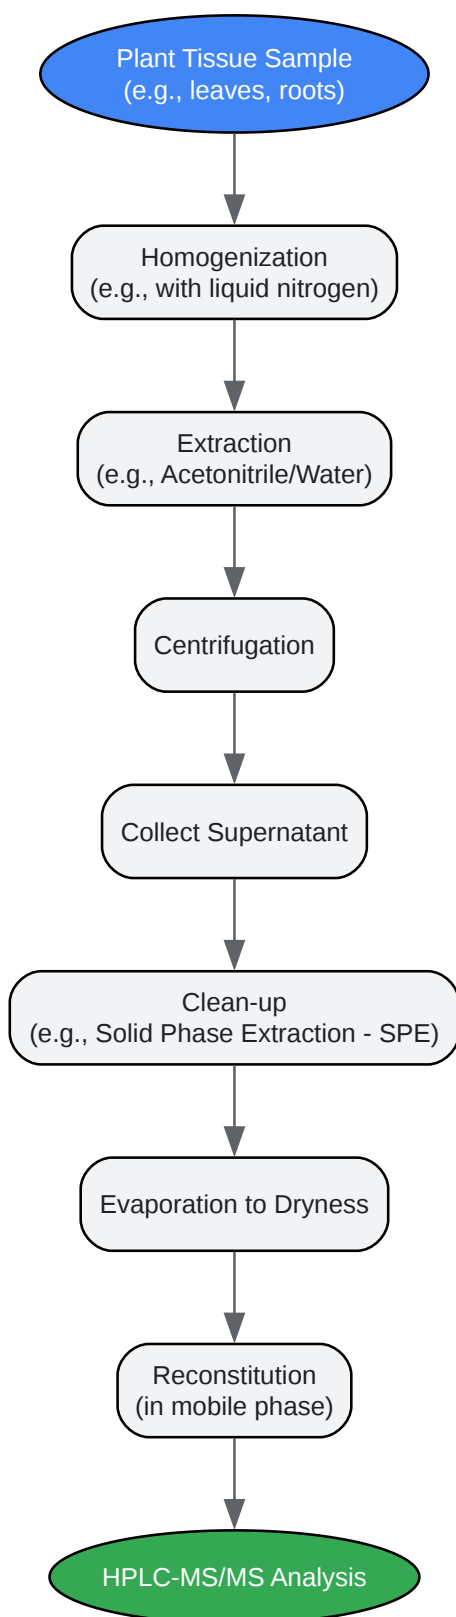 Plant Tissue Sample
(e.g., leaves, roots)
Homogenization
(e.g., with liquid nitrogen)
Extraction
(e.g., Acetonitrile/Water)
Centrifugation
Collect Supernatant
Clean-up
(e.g., Solid Phase Extraction - SPE)
Evaporation to Dryness
Reconstitution
(in mobile phase)
HPLC-MS/MS Analysis